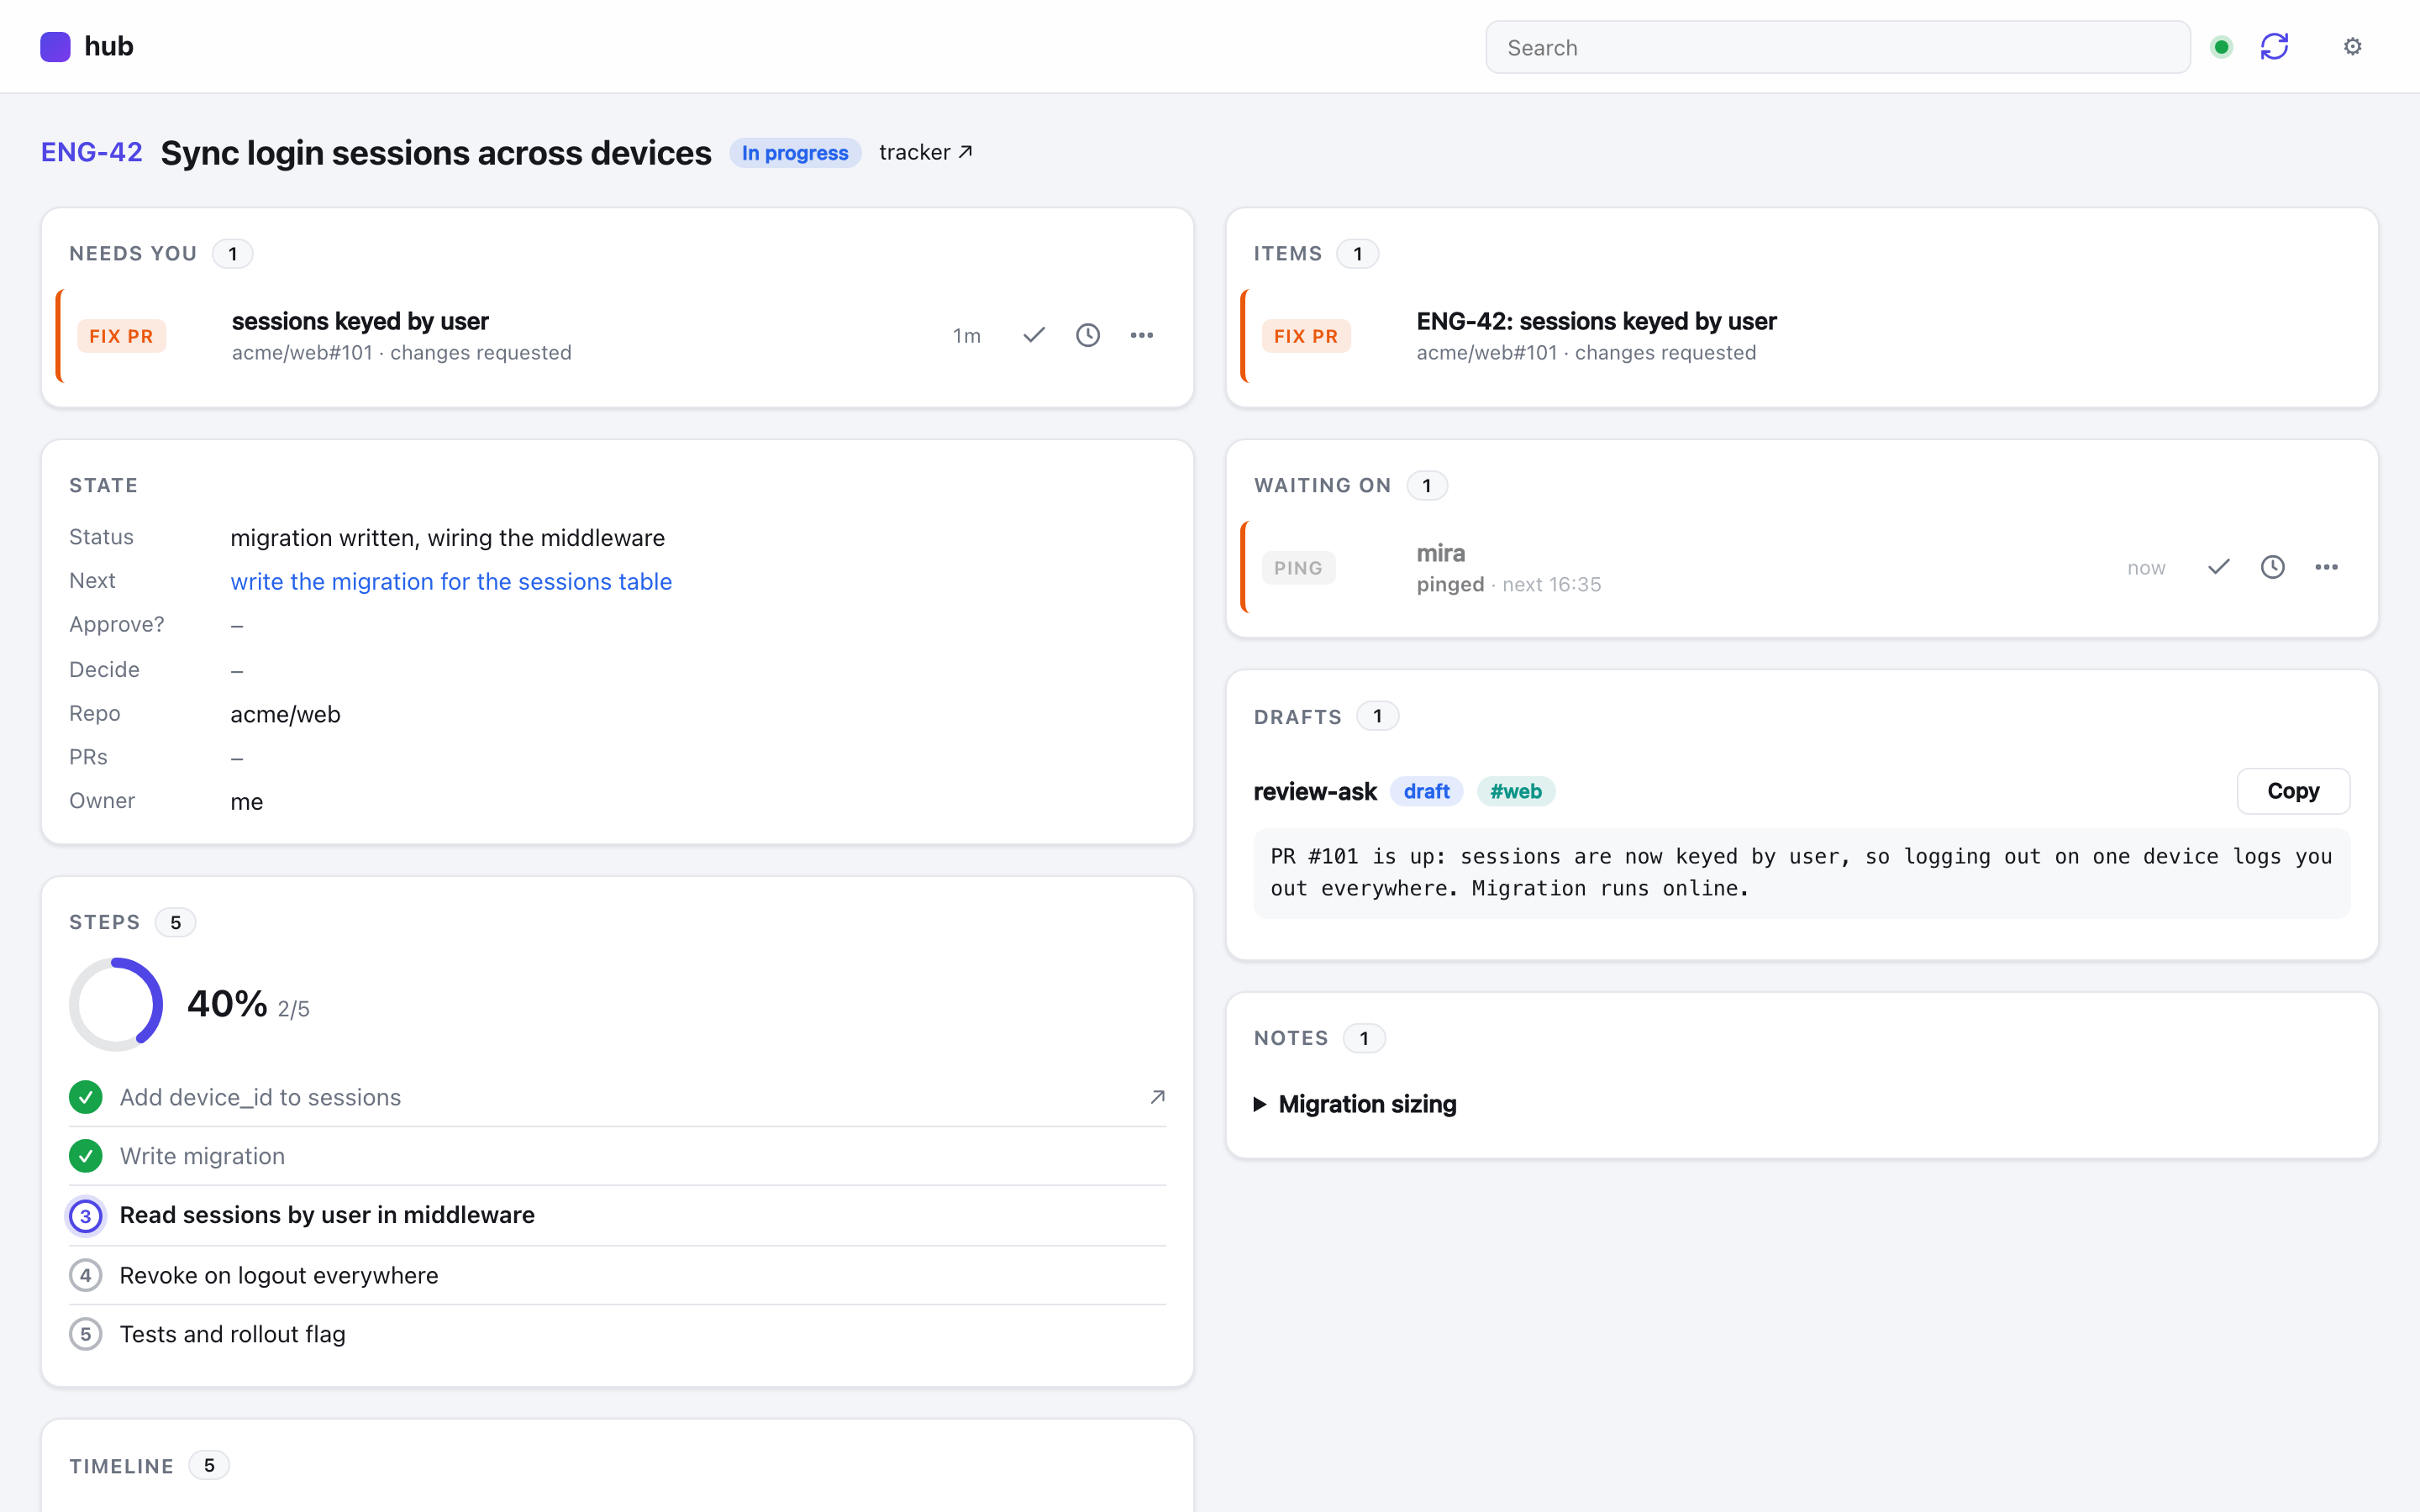 hub
Search
ENG-42 Sync login sessions across devices In progress tracker ↗
NEEDS YOU 1
FIX PR
sessions keyed by user
acme/web#101 · changes requested
1m
STATE
Status migration written, wiring the middleware
Next write the migration for the sessions table
Approve? –
Decide –
Repo acme/web
PRs –
Owner me
STEPS 5
40% 2/5
Add device_id to sessions ↗
Write migration
3 Read sessions by user in middleware
4 Revoke on logout everywhere
5 Tests and rollout flag
TIMELINE 5
ITEMS 1
FIX PR
ENG-42: sessions keyed by user
acme/web#101 · changes requested
WAITING ON 1
PING
mira
pinged · next 16:35
now
DRAFTS 1
review-ask draft #web Copy
PR #101 is up: sessions are now keyed by user, so logging out on one device logs you
out everywhere. Migration runs online.
NOTES 1
▶ Migration sizing